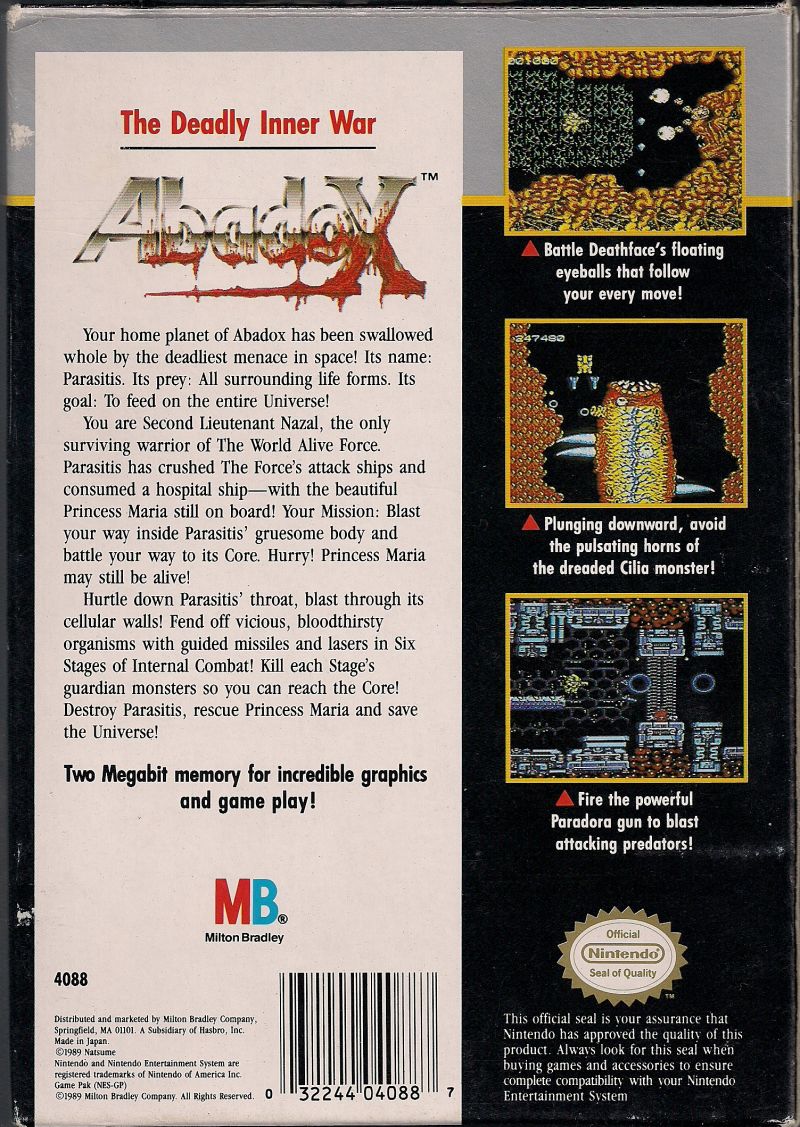 The Deadly Inner War
Abadox™
Your home planet of Abadox has been swallowed
whole by the deadliest menace in space! Its name:
Parasitis. Its prey: All surrounding life forms. Its
goal: To feed on the entire Universe!
You are Second Lieutenant Nazal, the only
surviving warrior of The World Alive Force.
Parasitis has crushed The Force's attack ships and
consumed a hospital ship—with the beautiful
Princess Maria still on board! Your Mission: Blast
your way inside Parasitis' gruesome body and
battle your way to its Core. Hurry! Princess Maria
may still be alive!
Hurtle down Parasitis' throat, blast through its
cellular walls! Fend off vicious, bloodthirsty
organisms with guided missiles and lasers in Six
Stages of Internal Combat! Kill each Stage's
guardian monsters so you can reach the Core!
Destroy Parasitis, rescue Princess Maria and save
the Universe!
Two Megabit memory for incredible graphics
and game play!
MB®
Milton Bradley
4088
Distributed and marketed by Milton Bradley Company,
Springfield, MA 01101. A Subsidiary of Hasbro, Inc.
Made in Japan.
©1989 Natsume
Nintendo and Nintendo Entertainment System are
registered trademarks of Nintendo of America Inc.
Game Pak (NES-GP)
©1989 Milton Bradley Company. All Rights Reserved.
0 32244 04088 7
▲ Battle Deathface's floating
eyeballs that follow
your every move!
247480
▲ Plunging downward, avoid
the pulsating horns of
the dreaded Cilia monster!
▲ Fire the powerful
Paradora gun to blast
attacking predators!
Official
Nintendo®
Seal of Quality
™
This official seal is your assurance that
Nintendo has approved the quality of this
product. Always look for this seal when
buying games and accessories to ensure
complete compatibility with your Nintendo
Entertainment System